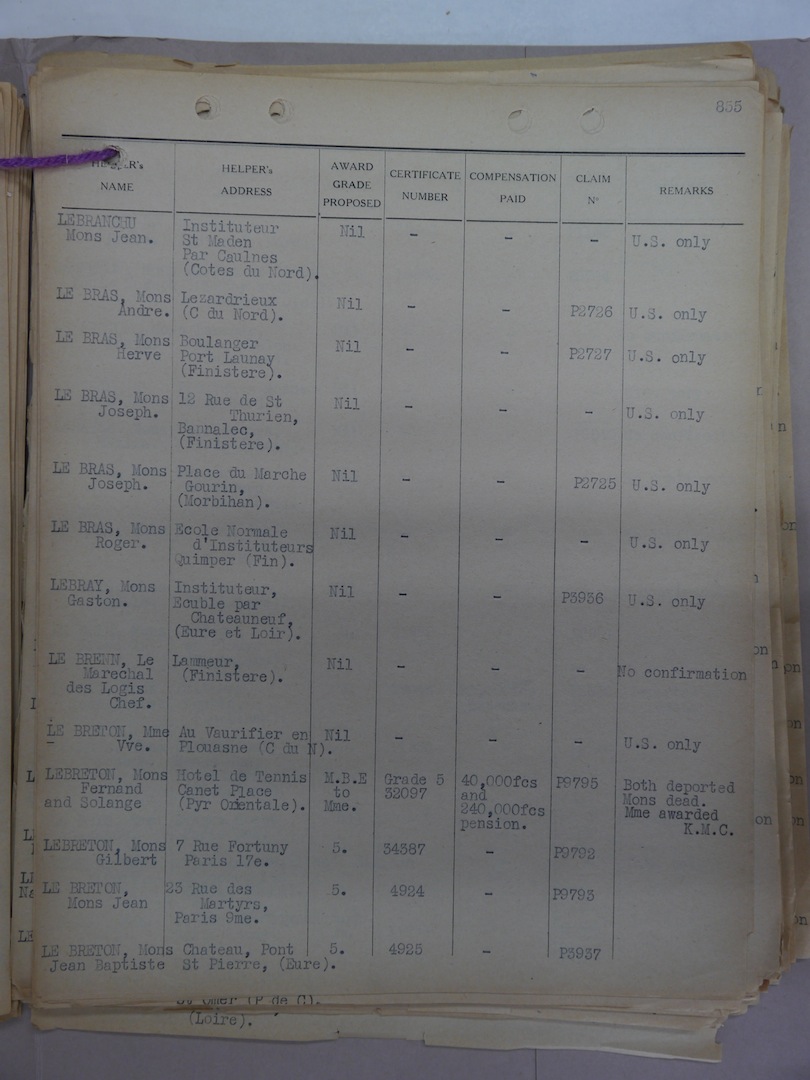 855
HELPER's NAME
HELPER's ADDRESS
AWARD GRADE PROPOSED
CERTIFICATE NUMBER
COMPENSATION PAID
CLAIM Nº
REMARKS
LEBRANCHU Instituteur Nil - - - U.S. only
Mons Jean. St Maden
Par Caulnes
(Cotes du Nord).
LE BRAS, Mons Lezardrieux Nil - - P2726 U.S. only
Andre. (C du Nord).
LE BRAS, Mons Boulanger Nil - - P2727 U.S. only
Herve Port Launay
(Finistere).
LE BRAS, Mons 12 Rue de St Nil - - - U.S. only
Joseph. Thurien,
Bannalec,
(Finistere).
LE BRAS, Mons Place du Marche Nil - - P2725 U.S. only
Joseph. Gourin,
(Morbihan).
LE BRAS, Mons Ecole Normale Nil - - - U.S. only
Roger. d'Instituteurs
Quimper (Fin).
LEBRAY, Mons Instituteur, Nil - - P3936 U.S. only
Gaston. Ecuble par
Chateauneuf,
(Eure et Loir).
LE BRENN, Le Lammeur, Nil - - - No confirmation
Marechal (Finistere).
des Logis
Chef.
LE BRETON, Mme Au Vaurifier en Nil - - - U.S. only
- Vve. Plouasne (C du N).
LEBRETON, Mons Hotel de Tennis M.B.E Grade 5 40,000fcs P9795 Both deported
Fernand Canet Place to 32097 and Mons dead.
and Solange (Pyr Orientale). Mme. 240,000fcs Mme awarded
pension. K.M.C.
LEBRETON, Mons 7 Rue Fortuny 5. 34387 - P9792
Gilbert Paris 17e.
LE BRETON, 23 Rue des 5. 4924 - P9793
Mons Jean Martyrs,
Paris 9me.
LE BRETON, Mons Chateau, Pont 5. 4925 - P3937
Jean Baptiste St Pierre, (Eure).
(Loire).